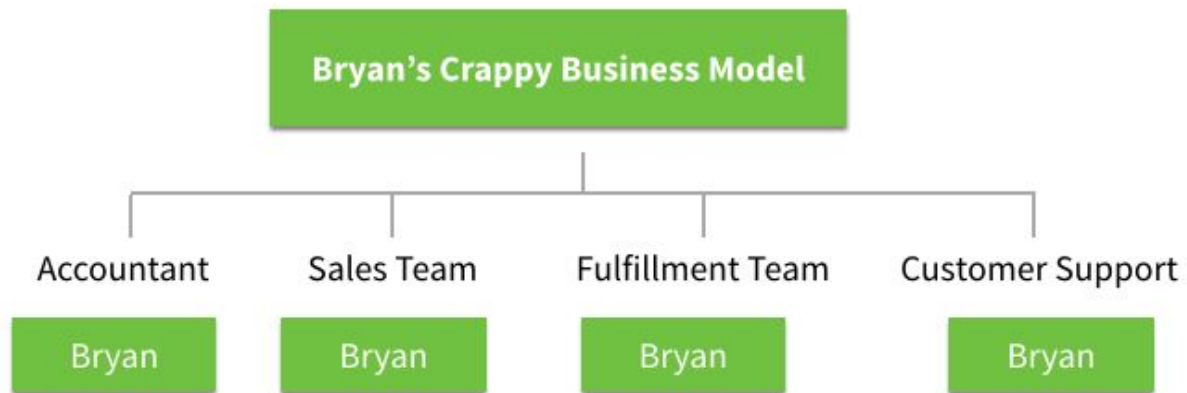 Bryan’s Crappy Business Model
Accountant
Sales Team
Fulfillment Team
Customer Support
Bryan
Bryan
Bryan
Bryan